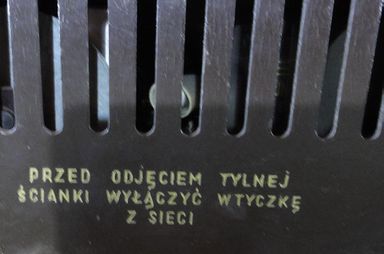 PRZED ODJĘCIEM TYLNEJ
ŚCIANKI WYŁĄCZYĆ WTYCZKĘ
Z SIECI